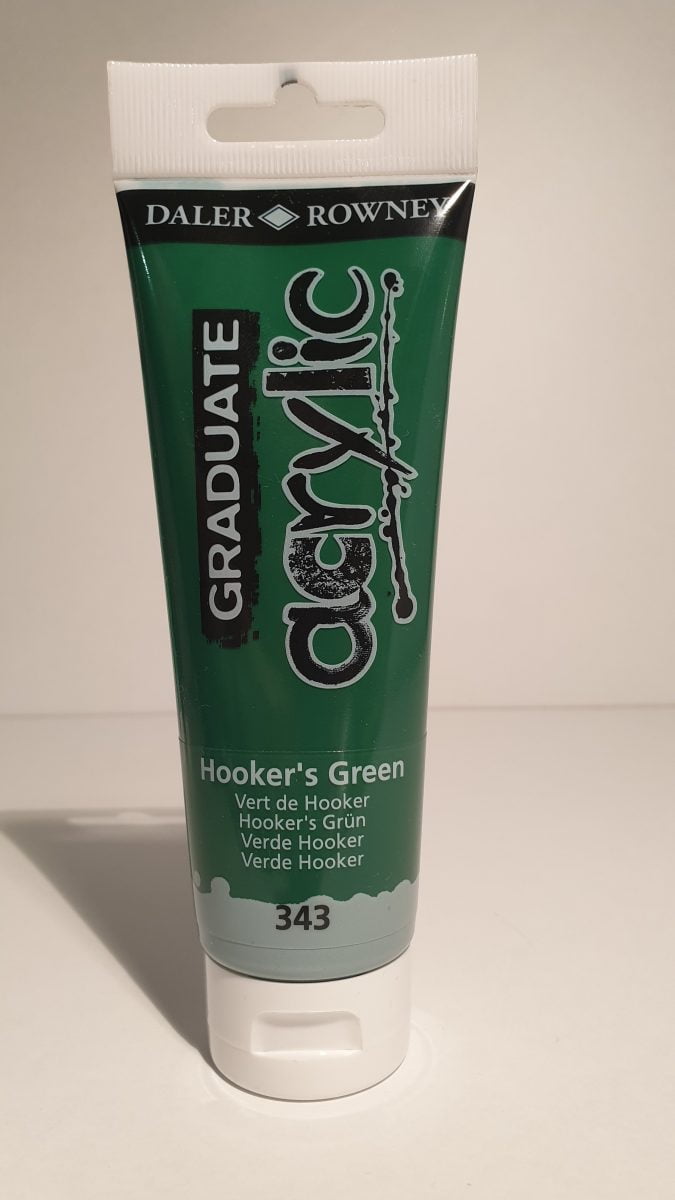 DALER ROWNEY
GRADUATE
acrylic
Hooker's Green
Vert de Hooker
Hooker's Grün
Verde Hooker
Verde Hooker
343